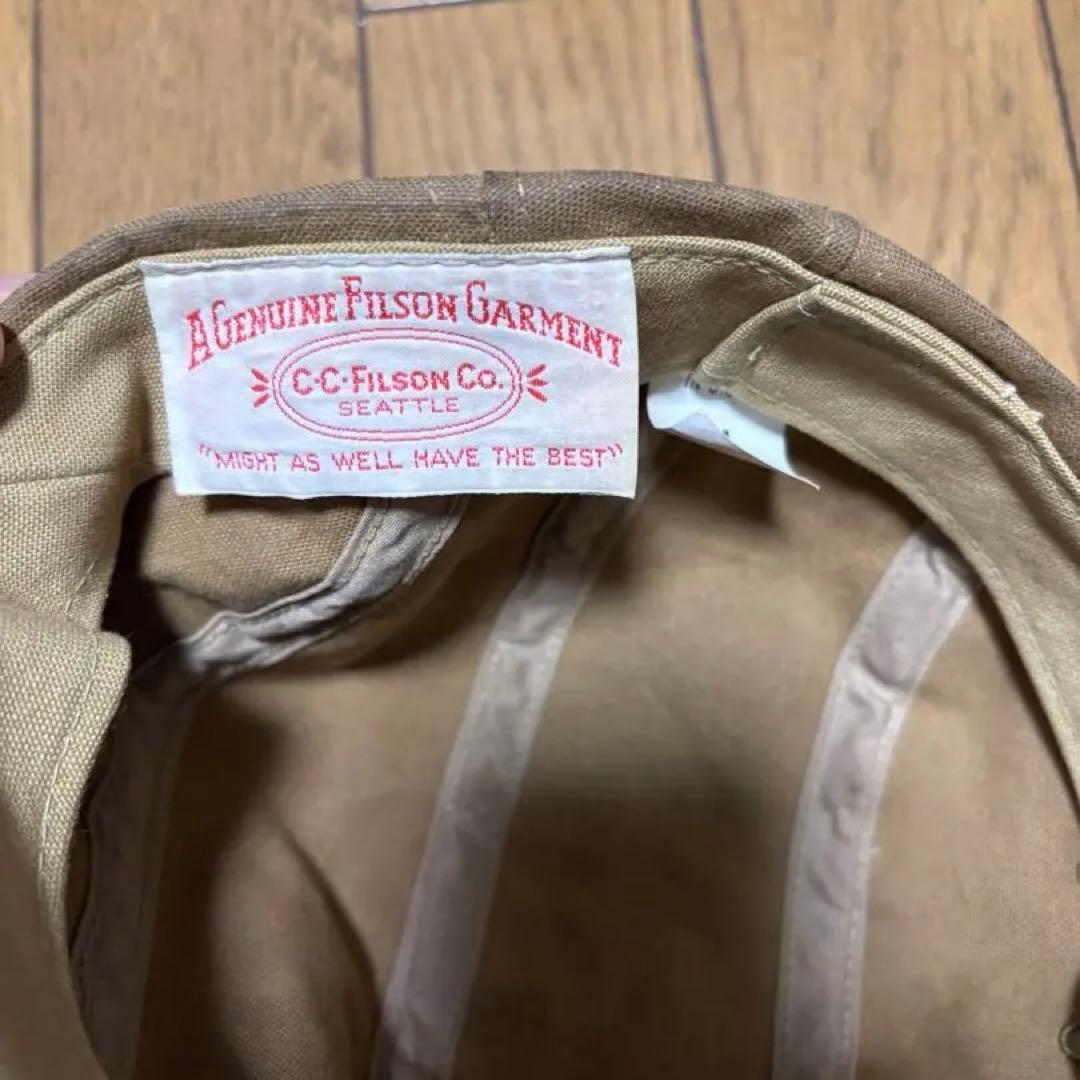 A GENUINE FILSON GARMENT
C·C·FILSON CO.
SEATTLE
"MIGHT AS WELL HAVE THE BEST"